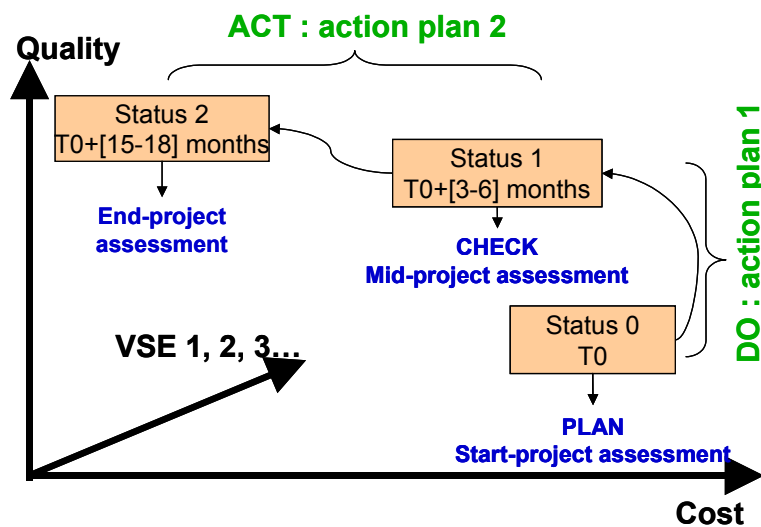 ACT : action plan 2
Quality
Status 2
T0+[15-18] months
Status 1
T0+[3-6] months
DO : action plan 1
End-project
assessment
CHECK
Mid-project assessment
Status 0
T0
VSE 1, 2, 3...
PLAN
Start-project assessment
Cost